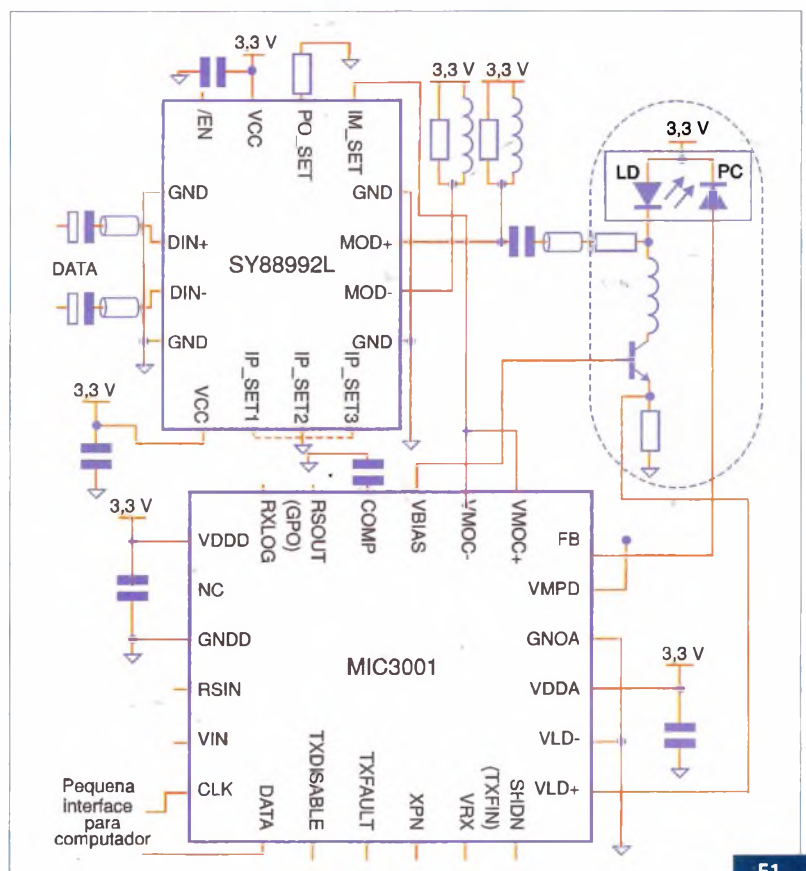 3,3 V
3,3 V
3,3 V
3,3 V
/EN
VCC
PO_SET
IM_SET
LD
PC
GND
GND
DIN+
MOD+
DATA
SY88992L
DIN-
MOD-
GND
GND
VCC
IP_SET1
IP_SET2
IP_SET3
3,3 V
3,3 V
RXLOG
RSOUT
(GPO)
COMP
VBIAS
VMOC-
VMOC+
VDDD
FB
NC
VMPD
GNDD
GNOA
MIC3001
3,3 V
RSIN
VDDA
VIN
VLD-
CLK
VLD+
Pequena
interface
para
computador
DATA
TXDISABLE
TXFAULT
XPN
VRX
SHDN
(TXFIN)
F1